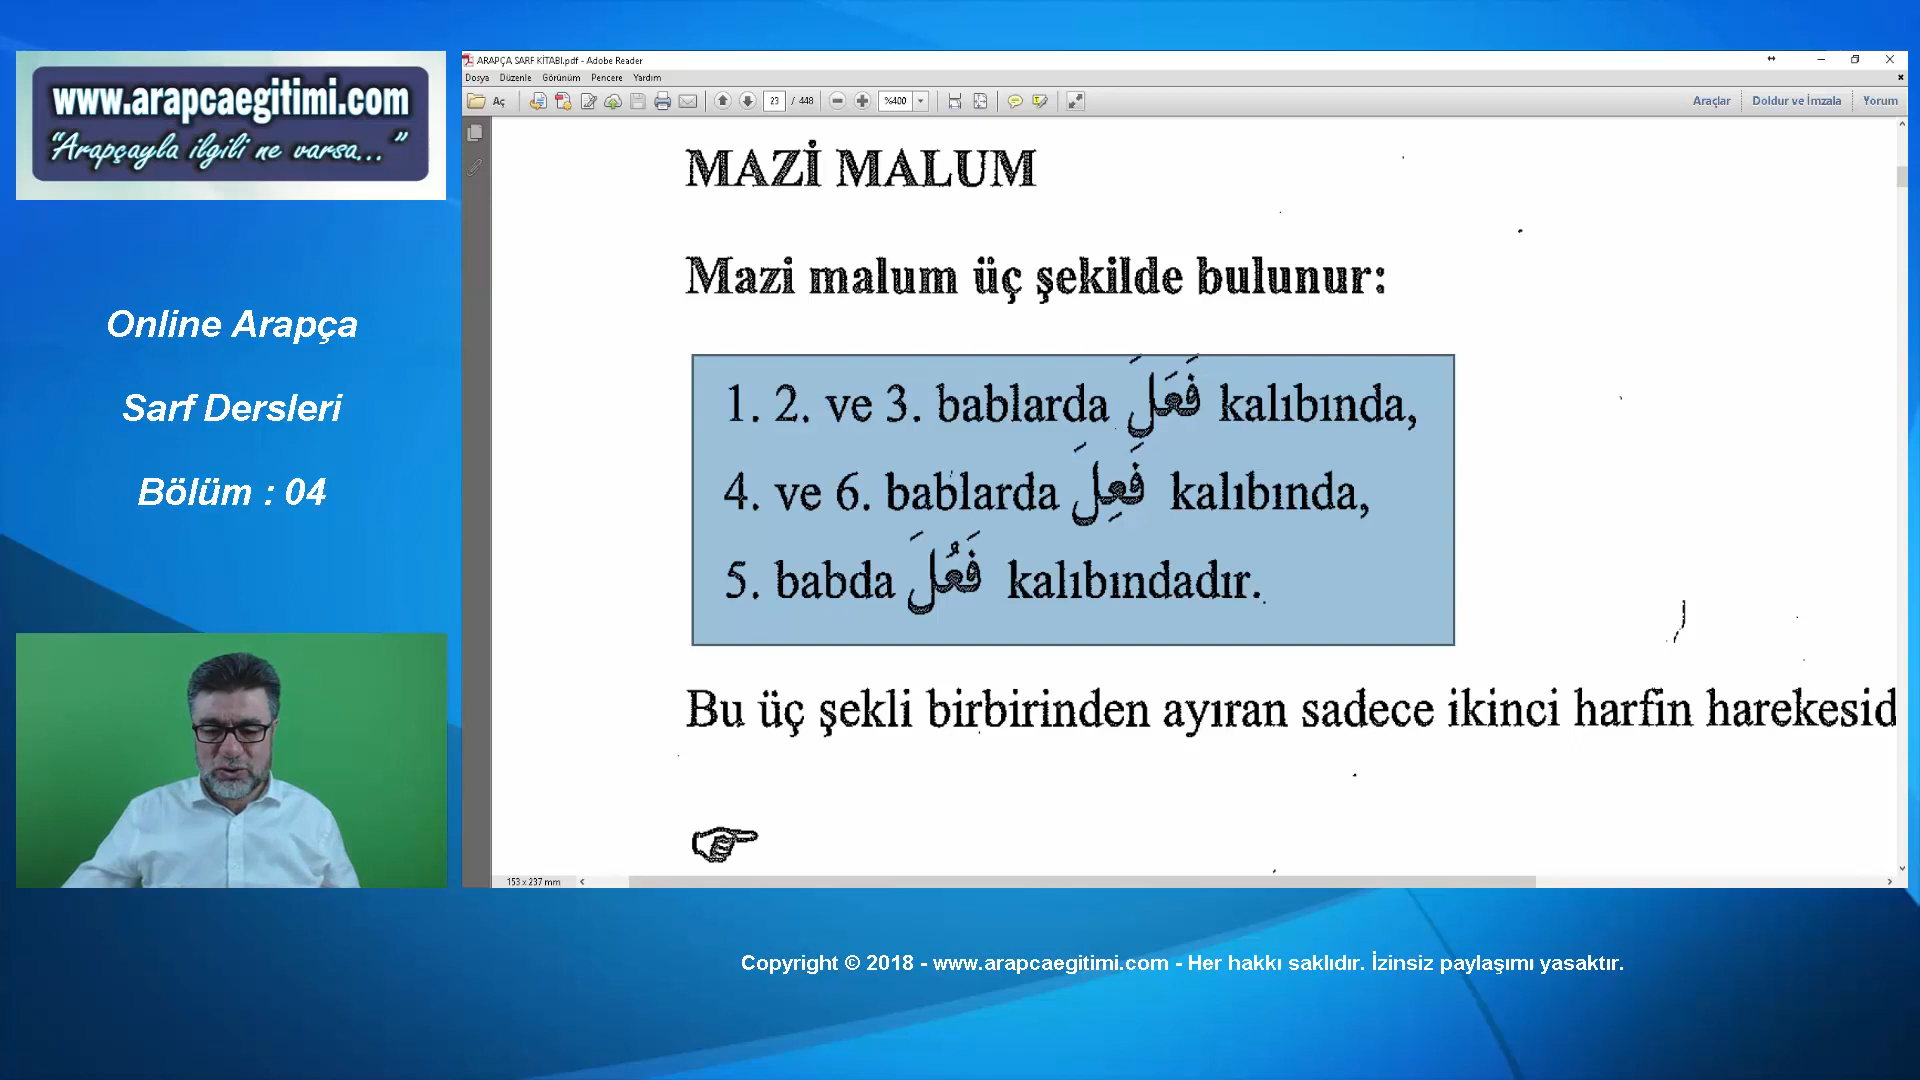 www.arapcaegitimi.com
“Arapçayla ilgili ne varsa...”
Online Arapça
Sarf Dersleri
Bölüm : 04
ARAPÇA SARF KİTABI.pdf - Adobe Reader
Dosya Düzenle Görünüm Pencere Yardım
Aç 23 / 448 %400 Araçlar Doldur ve İmzala Yorum
MAZİ MALUM
Mazi malum üç şekilde bulunur:
1. 2. ve 3. bablarda فَعَلَ kalıbında,
4. ve 6. bablarda فَعِلَ kalıbında,
5. babda فَعُلَ kalıbındadır.
Bu üç şekli birbirinden ayıran sadece ikinci harfin harekesid
153 x 237 mm
Copyright © 2018 - www.arapcaegitimi.com - Her hakkı saklıdır. İzinsiz paylaşımı yasaktır.